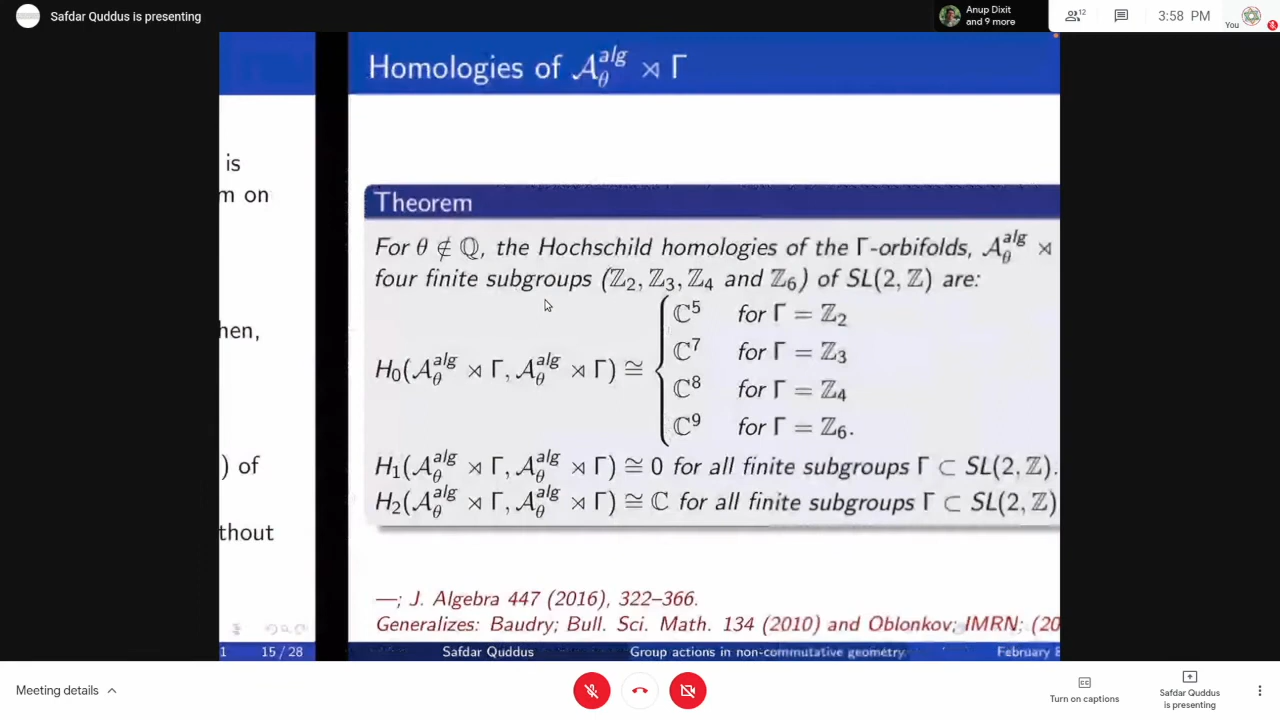 Safdar Quddus is presenting
Anup Dixit
and 9 more
12
3:58 PM
You
Homologies of 𝒜_θ^alg ⋊ Γ
is
m on
hen,
) of
thout
Theorem
For θ ∉ ℚ, the Hochschild homologies of the Γ-orbifolds, 𝒜_θ^alg ⋊
four finite subgroups (ℤ₂, ℤ₃, ℤ₄ and ℤ₆) of SL(2, ℤ) are:
H₀(𝒜_θ^alg ⋊ Γ, 𝒜_θ^alg ⋊ Γ) ≅ {
ℂ⁵ for Γ = ℤ₂
ℂ⁷ for Γ = ℤ₃
ℂ⁸ for Γ = ℤ₄
ℂ⁹ for Γ = ℤ₆.
H₁(𝒜_θ^alg ⋊ Γ, 𝒜_θ^alg ⋊ Γ) ≅ 0 for all finite subgroups Γ ⊂ SL(2, ℤ).
H₂(𝒜_θ^alg ⋊ Γ, 𝒜_θ^alg ⋊ Γ) ≅ ℂ for all finite subgroups Γ ⊂ SL(2, ℤ)
—; J. Algebra 447 (2016), 322–366.
Generalizes: Baudry; Bull. Sci. Math. 134 (2010) and Oblonkov; IMRN; (20
1 15 / 28
Safdar Quddus Group actions in non-commutative geometry. February 8
Meeting details
Turn on captions
Safdar Quddus
is presenting